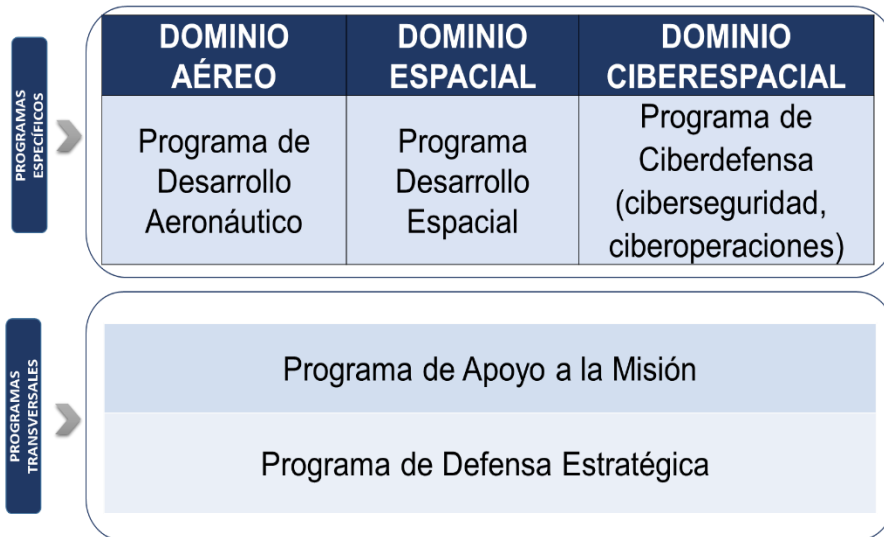 PROGRAMAS
ESPECÍFICOS
DOMINIO
AÉREO
DOMINIO
ESPACIAL
DOMINIO
CIBERESPACIAL
Programa de
Desarrollo
Aeronáutico
Programa
Desarrollo
Espacial
Programa de
Ciberdefensa
(ciberseguridad,
ciberoperaciones)
PROGRAMAS
TRANSVERSALES
Programa de Apoyo a la Misión
Programa de Defensa Estratégica